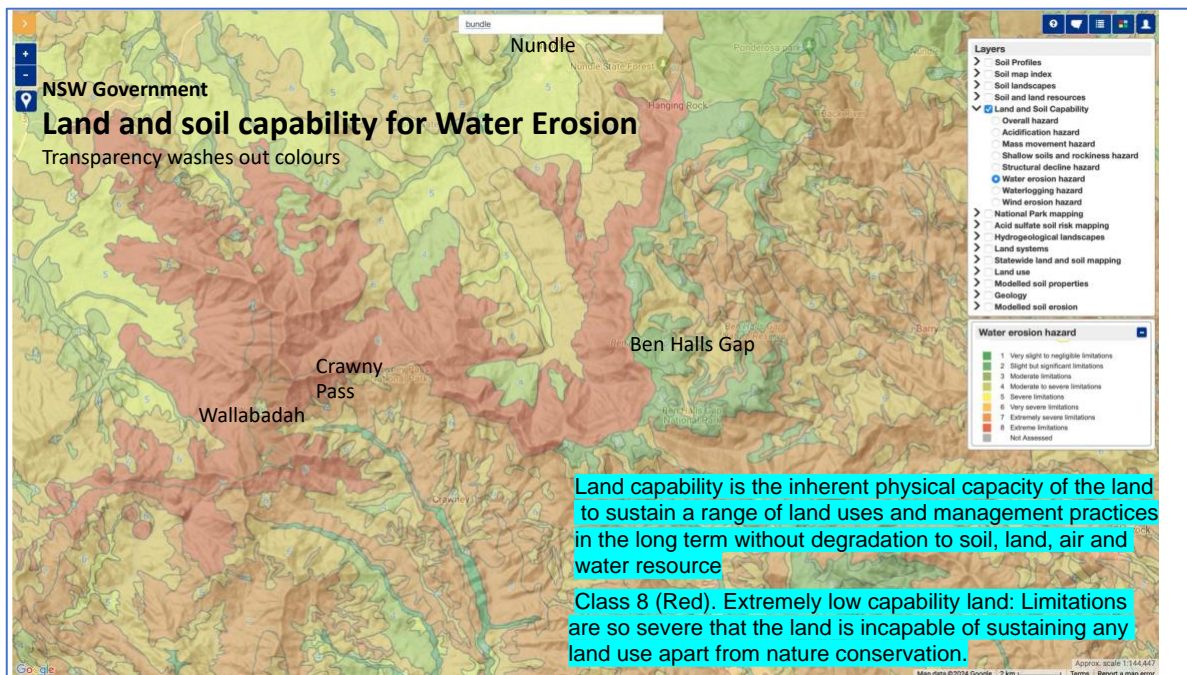 bundle
Nundle
NSW Government
Land and soil capability for Water Erosion
Transparency washes out colours
Ponderosa park
Nundle State Forest
Hanging Rock
Ben Halls Gap
Barry
Crawny
Pass
Wallabadah
Ben Halls Gap
National Park
Crawney
Layers
Soil Profiles
Soil map index
Soil landscapes
Soil and land resources
Land and Soil Capability
Overall hazard
Acidification hazard
Mass movement hazard
Shallow soils and rockiness hazard
Structural decline hazard
Water erosion hazard
Waterlogging hazard
Wind erosion hazard
National Park mapping
Acid sulfate soil risk mapping
Hydrogeological landscapes
Land systems
Statewide land and soil mapping
Land use
Modelled soil properties
Geology
Modelled soil erosion
Water erosion hazard
1 Very slight to negligible limitations
2 Slight but significant limitations
3 Moderate limitations
4 Moderate to severe limitations
5 Severe limitations
6 Very severe limitations
7 Extremely severe limitations
8 Extreme limitations
Not Assessed
Land capability is the inherent physical capacity of the land
to sustain a range of land uses and management practices
in the long term without degradation to soil, land, air and
water resource
Class 8 (Red). Extremely low capability land: Limitations
are so severe that the land is incapable of sustaining any
land use apart from nature conservation.
Approx. scale 1:144,447
Google
Map data ©2024 Google
2 km
Terms
Report a map error